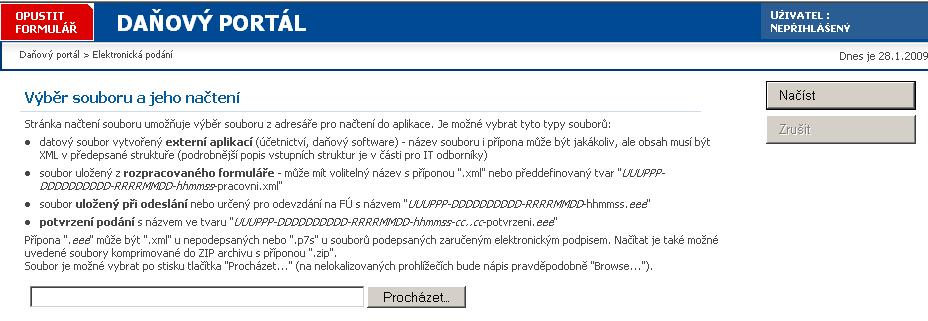 OPUSTIT
FORMULÁŘ
DAŇOVÝ PORTÁL
UŽIVATEL :
NEPŘIHLÁŠENÝ
Daňový portál > Elektronická podání
Dnes je 28.1.2009
Výběr souboru a jeho načtení
Načíst
Zrušit
Stránka načtení souboru umožňuje výběr souboru z adresáře pro načtení do aplikace. Je možné vybrat tyto typy souborů:
• datový soubor vytvořený externí aplikací (účetnictví, daňový software) - název souboru i přípona může být jakákoliv, ale obsah musí být
XML v předepsané struktuře (podrobnější popis vstupních struktur je v části pro IT odborníky)
• soubor uložený z rozpracovaného formuláře - může mít volitelný název s příponou ".xml" nebo předdefinovaný tvar "UUUPPP-
DDDDDDDDDD-RRRRMMDD-hhmmss-pracovni.xml"
• soubor uložený při odeslání nebo určený pro odevzdání na FÚ s názvem "UUUPPP-DDDDDDDDDD-RRRRMMDD-hhmmss.eee"
• potvrzení podání s názvem ve tvaru "UUUPPP-DDDDDDDDDD-RRRRMMDD-hhmmss-cc..cc-potvrzeni.eee"
Přípona ".eee" může být ".xml" u nepodepsaných nebo ".p7s" u souborů podepsaných zaručeným elektronickým podpisem. Načítat je také možné
uvedené soubory komprimované do ZIP archivu s příponou ".zip".
Soubor je možné vybrat po stisku tlačítka "Procházet..." (na nelokalizovaných prohlížečích bude nápis pravděpodobně "Browse...").
Procházet...